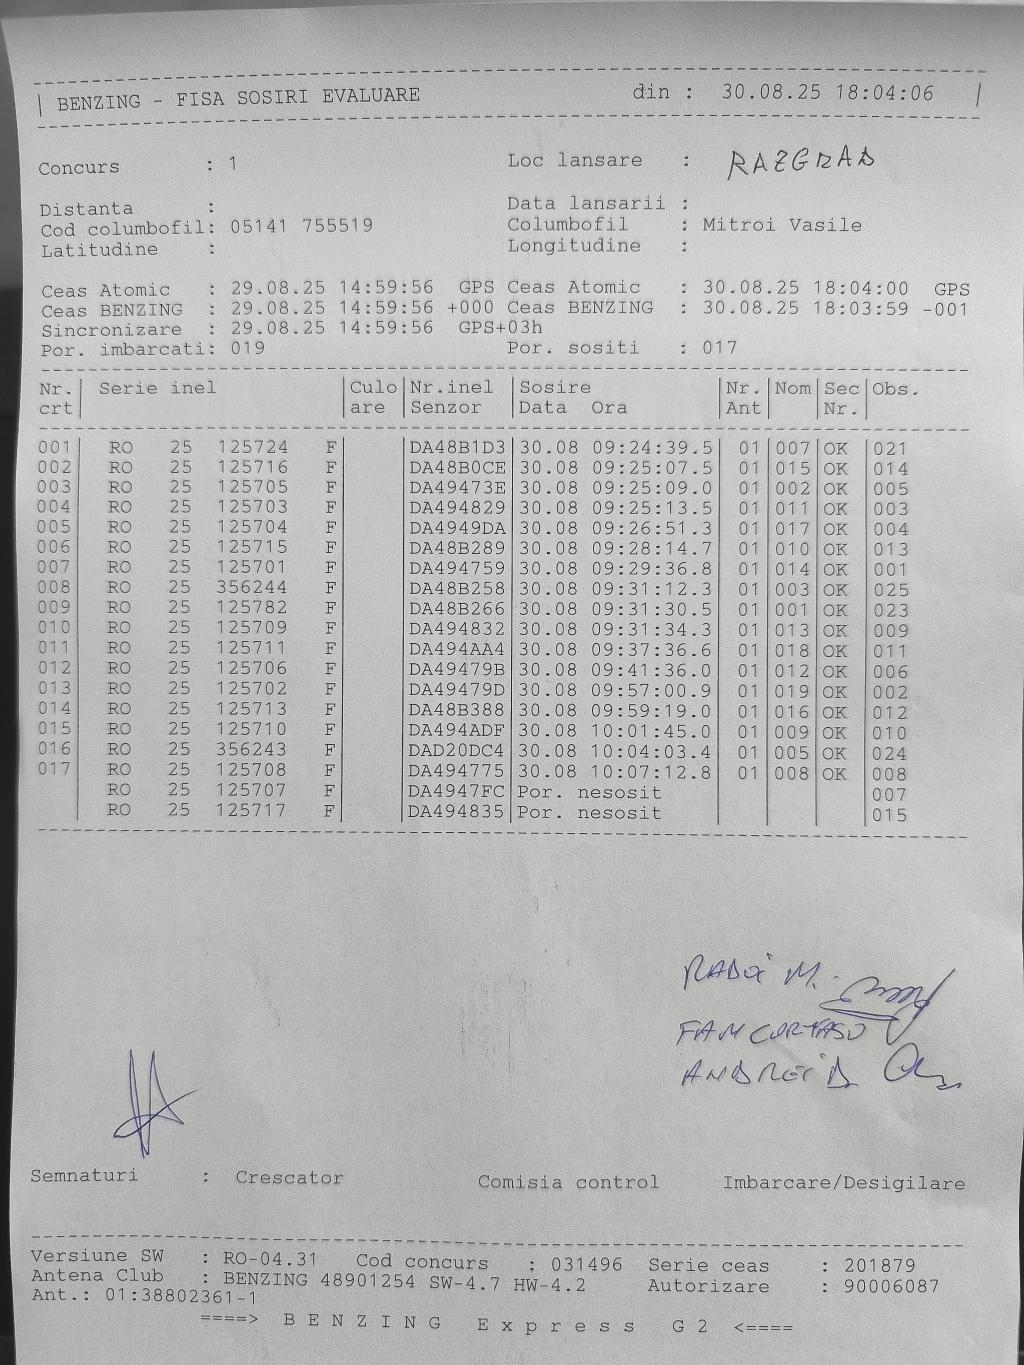 BENZING - FISA SOSIRI EVALUARE din : 30.08.25 18:04:06
Concurs : 1 Loc lansare : RAZGRAD
Distanta : Data lansarii :
Cod columbofil: 05141 755519 Columbofil : Mitroi Vasile
Latitudine : Longitudine :
Ceas Atomic : 29.08.25 14:59:56 GPS Ceas Atomic : 30.08.25 18:04:00 GPS
Ceas BENZING : 29.08.25 14:59:56 +000 Ceas BENZING : 30.08.25 18:03:59 -001
Sincronizare : 29.08.25 14:59:56 GPS+03h
Por. imbarcati: 019 Por. sositi : 017
Nr. Serie inel Culo Nr.inel Sosire Nr. Nom Sec Obs.
crt are Senzor Data Ora Ant Nr.
001 RO 25 125724 F DA48B1D3 30.08 09:24:39.5 01 007 OK 021
002 RO 25 125716 F DA48B0CE 30.08 09:25:07.5 01 015 OK 014
003 RO 25 125705 F DA49473E 30.08 09:25:09.0 01 002 OK 005
004 RO 25 125703 F DA494829 30.08 09:25:13.5 01 011 OK 003
005 RO 25 125704 F DA4949DA 30.08 09:26:51.3 01 017 OK 004
006 RO 25 125715 F DA48B289 30.08 09:28:14.7 01 010 OK 013
007 RO 25 125701 F DA494759 30.08 09:29:36.8 01 014 OK 001
008 RO 25 356244 F DA48B258 30.08 09:31:12.3 01 003 OK 025
009 RO 25 125782 F DA48B266 30.08 09:31:30.5 01 001 OK 023
010 RO 25 125709 F DA494832 30.08 09:31:34.3 01 013 OK 009
011 RO 25 125711 F DA494AA4 30.08 09:37:36.6 01 018 OK 011
012 RO 25 125706 F DA49479B 30.08 09:41:36.0 01 012 OK 006
013 RO 25 125702 F DA49479D 30.08 09:57:00.9 01 019 OK 002
014 RO 25 125713 F DA48B388 30.08 09:59:19.0 01 016 OK 012
015 RO 25 125710 F DA494ADF 30.08 10:01:45.0 01 009 OK 010
016 RO 25 356243 F DAD20DC4 30.08 10:04:03.4 01 005 OK 024
017 RO 25 125708 F DA494775 30.08 10:07:12.8 01 008 OK 008
RO 25 125707 F DA4947FC Por. nesosit 007
RO 25 125717 F DA494835 Por. nesosit 015
M.
FAM
ANDREI
Semnaturi : Crescator Comisia control Imbarcare/Desigilare
Versiune SW : RO-04.31 Cod concurs : 031496 Serie ceas : 201879
Antena Club : BENZING 48901254 SW-4.7 HW-4.2 Autorizare : 90006087
Ant.: 01:38802361-1
====> B E N Z I N G E x p r e s s G 2 <====